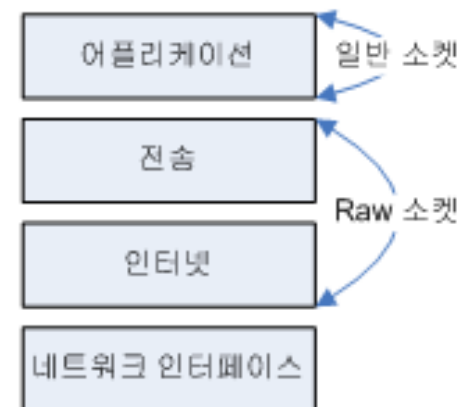 어플리케이션
일반 소켓
전송
Raw 소켓
인터넷
네트워크 인터페이스